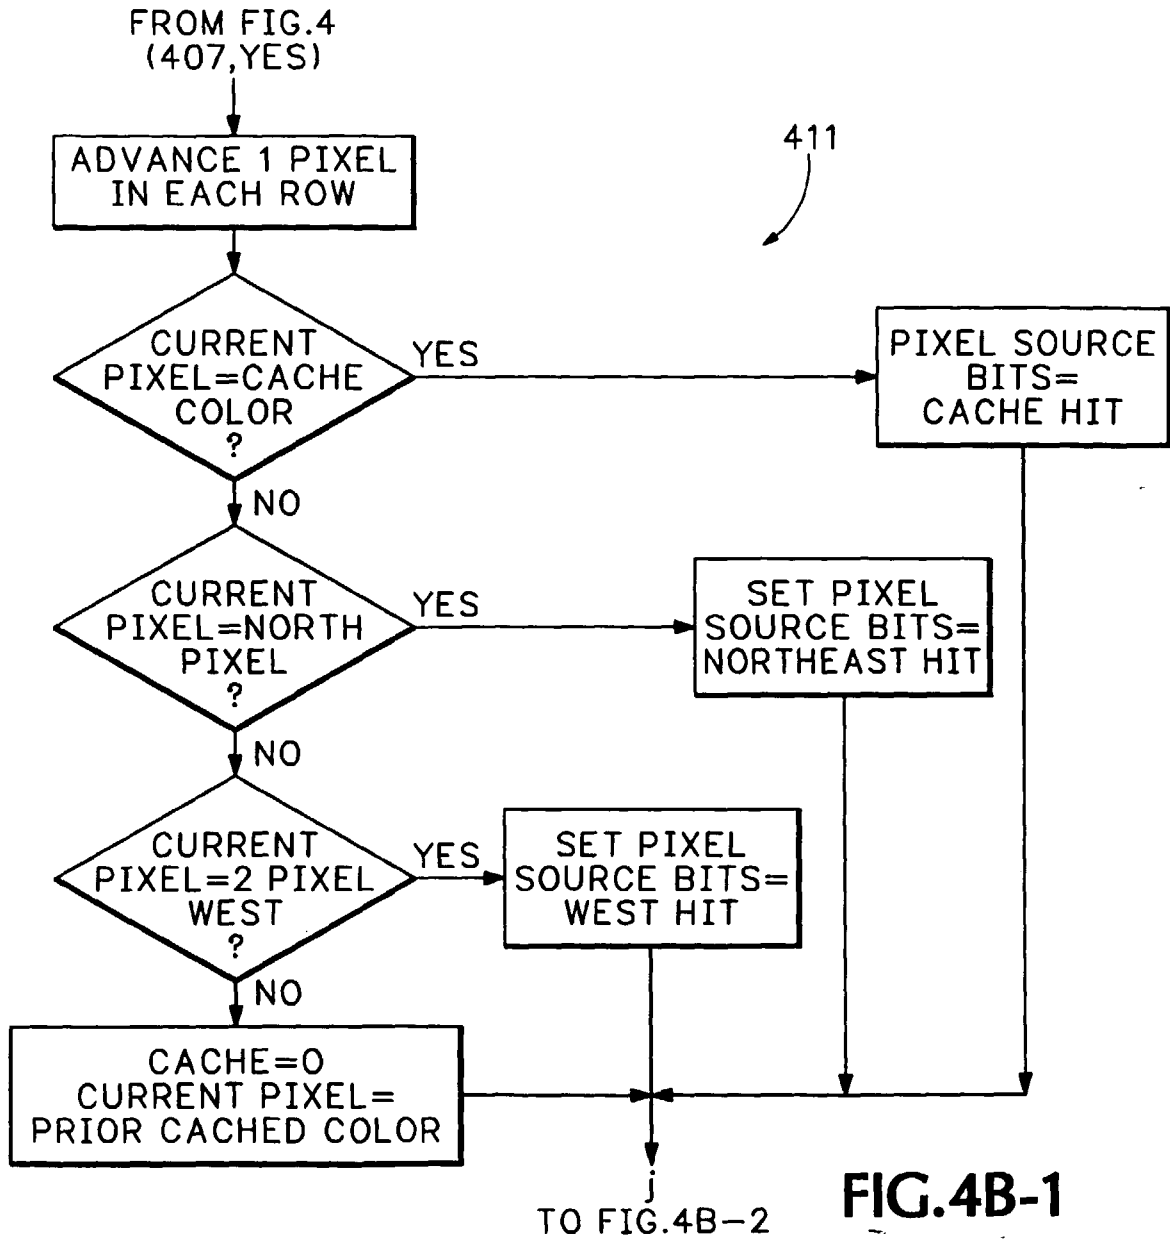 FROM FIG.4
(407,YES)
ADVANCE 1 PIXEL
IN EACH ROW
411
CURRENT
PIXEL=CACHE
COLOR
?
YES
PIXEL SOURCE
BITS=
CACHE HIT
NO
CURRENT
PIXEL=NORTH
PIXEL
?
YES
SET PIXEL
SOURCE BITS=
NORTHEAST HIT
NO
CURRENT
PIXEL=2 PIXEL
WEST
?
YES
SET PIXEL
SOURCE BITS=
WEST HIT
NO
CACHE=0
CURRENT PIXEL=
PRIOR CACHED COLOR
j
TO FIG.4B-2
FIG.4B-1